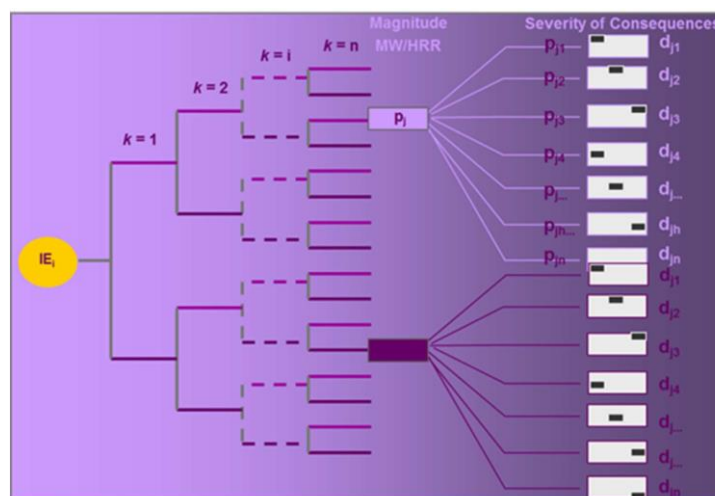 Magnitude
MW/HRR
Severity of Consequences
k = 1
k = 2
k = i
k = n
IEi
pj
pj1
dj1
pj2
dj2
pj3
dj3
pj4
dj4
pj...
dj...
pjh...
djh
pjn
djn
dj1
dj2
dj3
dj4
dj...
dj...
djn